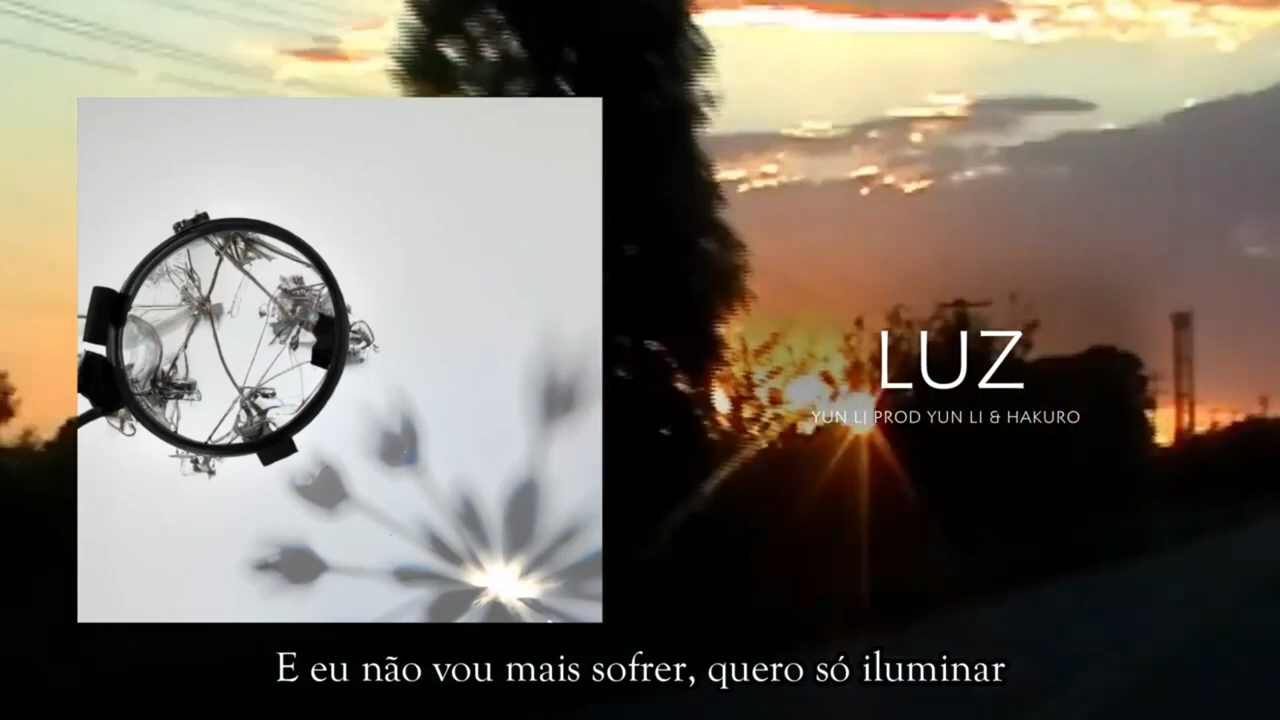 LUZ
YUN LI PROD YUN LI & HAKURO
E eu não vou mais sofrer, quero só iluminar